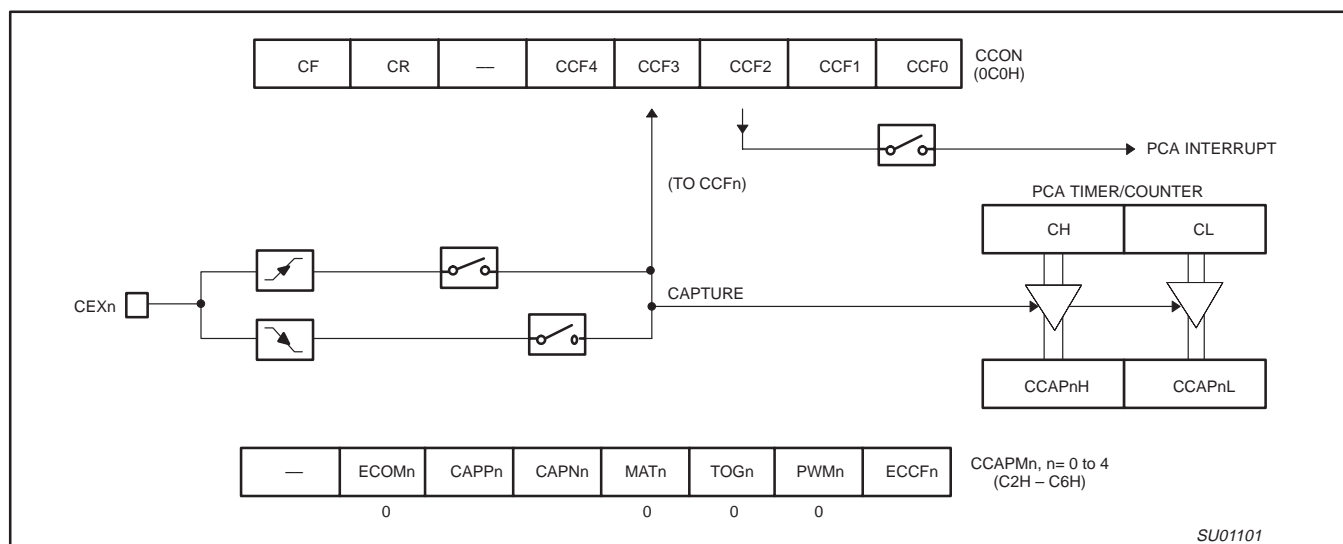 CF CR — CCF4 CCF3 CCF2 CCF1 CCF0
CCON
(0C0H)
PCA INTERRUPT
(TO CCFn)
PCA TIMER/COUNTER
CH CL
CEXn
CAPTURE
CCAPnH CCAPnL
— ECOMn CAPPn CAPNn MATn TOGn PWMn ECCFn
CCAPMn, n= 0 to 4
(C2H – C6H)
0 0 0 0
SU01101